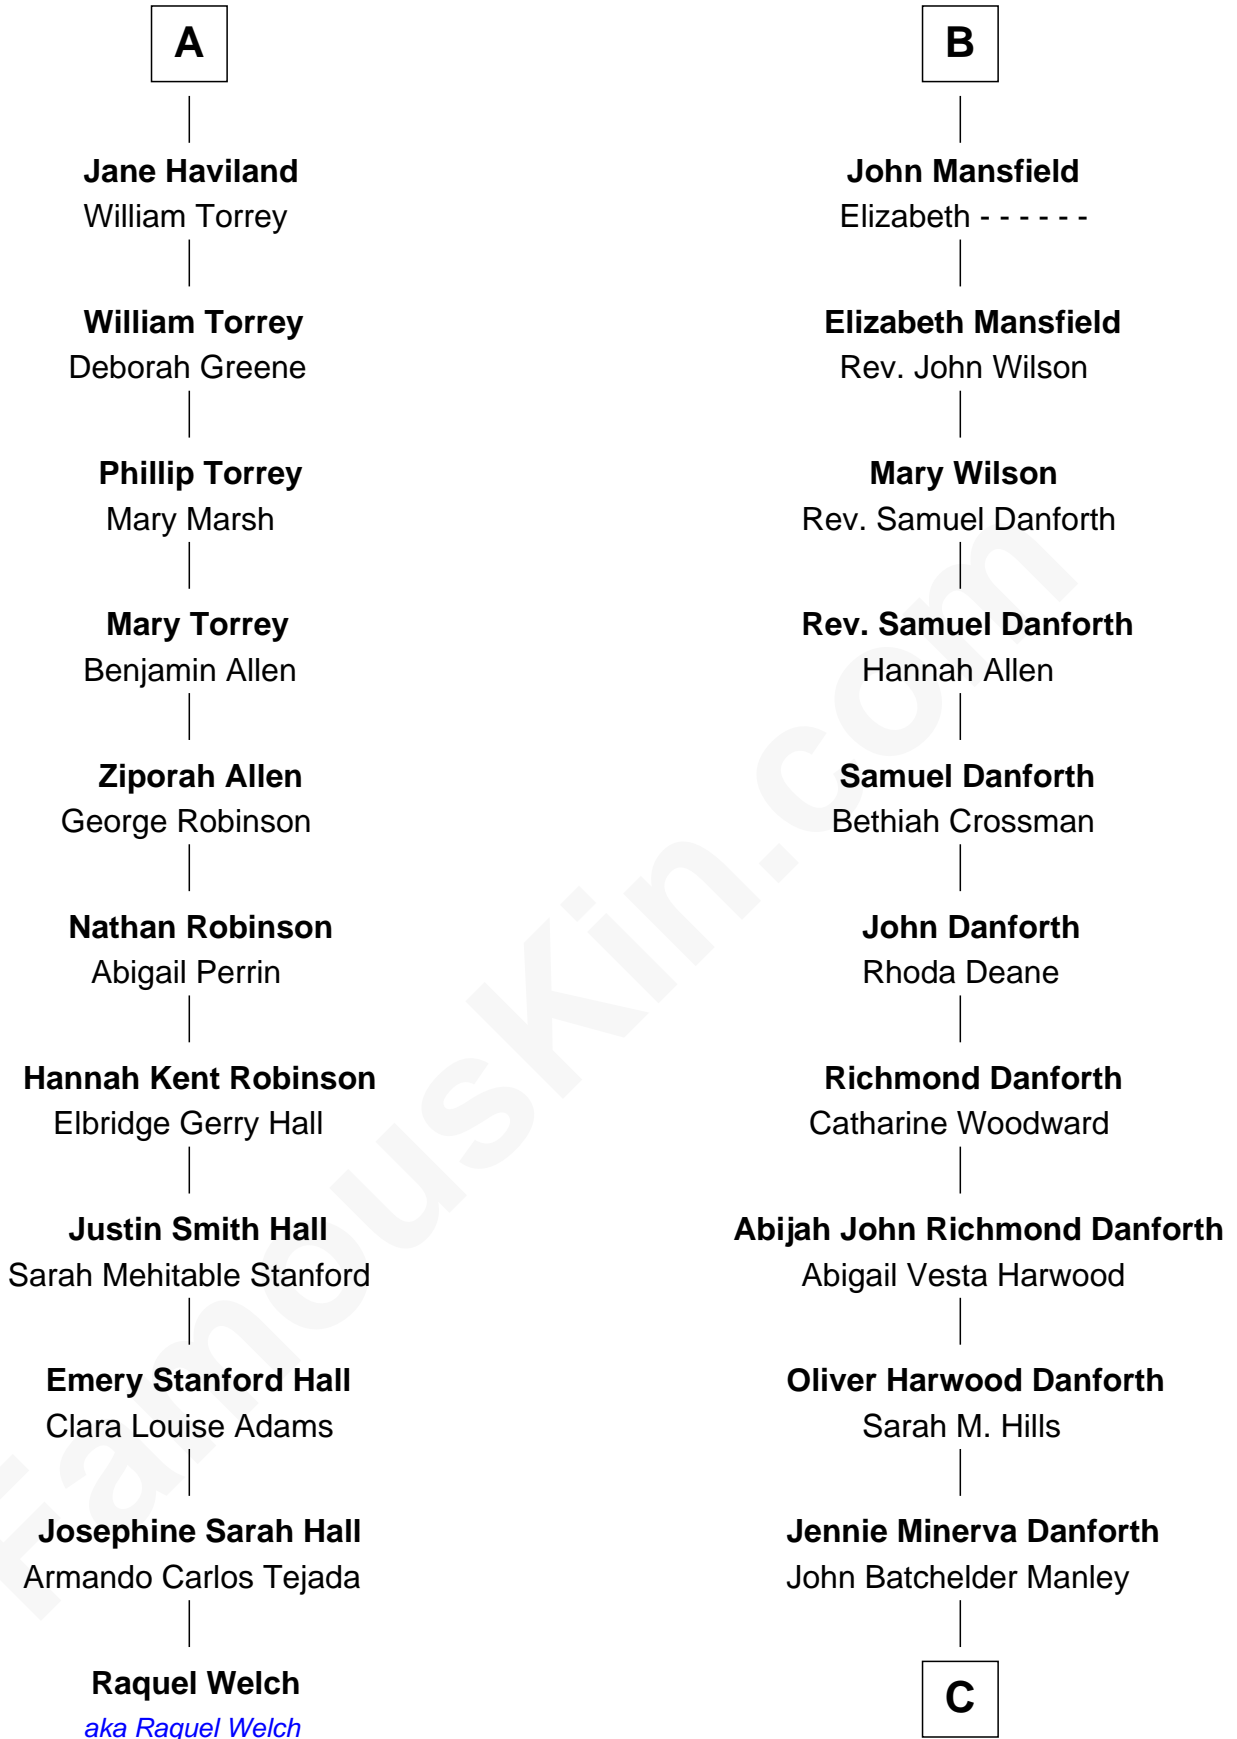 A
Jane Haviland
William Torrey
William Torrey
Deborah Greene
Phillip Torrey
Mary Marsh
Mary Torrey
Benjamin Allen
Ziporah Allen
George Robinson
Nathan Robinson
Abigail Perrin
Hannah Kent Robinson
Elbridge Gerry Hall
Justin Smith Hall
Sarah Mehitable Stanford
Emery Stanford Hall
Clara Louise Adams
Josephine Sarah Hall
Armando Carlos Tejada
Raquel Welch
aka Raquel Welch
B
John Mansfield
Elizabeth - - - - - -
Elizabeth Mansfield
Rev. John Wilson
Mary Wilson
Rev. Samuel Danforth
Rev. Samuel Danforth
Hannah Allen
Samuel Danforth
Bethiah Crossman
John Danforth
Rhoda Deane
Richmond Danforth
Catharine Woodward
Abijah John Richmond Danforth
Abigail Vesta Harwood
Oliver Harwood Danforth
Sarah M. Hills
Jennie Minerva Danforth
John Batchelder Manley
C
FamousKin.com